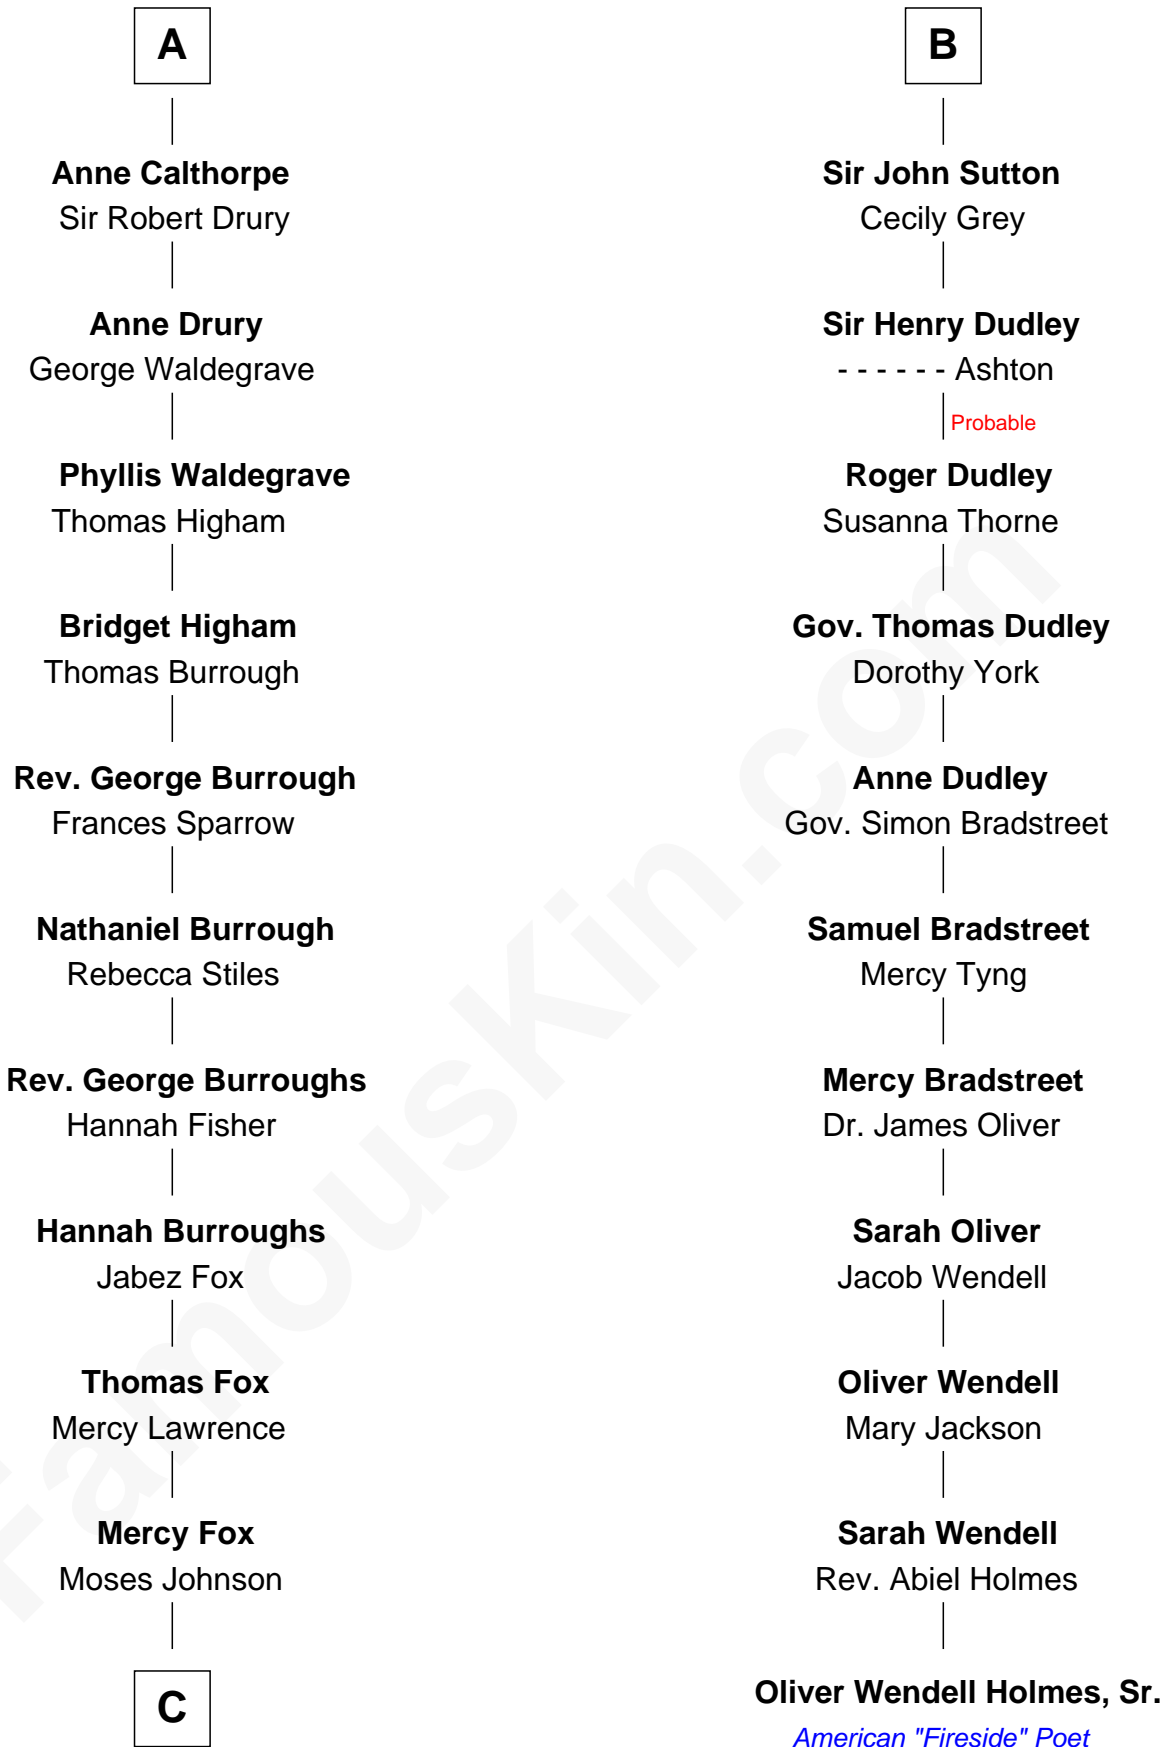 A
Anne Calthorpe
Sir Robert Drury
Anne Drury
George Waldegrave
Phyllis Waldegrave
Thomas Higham
Bridget Higham
Thomas Burrough
Rev. George Burrough
Frances Sparrow
Nathaniel Burrough
Rebecca Stiles
Rev. George Burroughs
Hannah Fisher
Hannah Burroughs
Jabez Fox
Thomas Fox
Mercy Lawrence
Mercy Fox
Moses Johnson
C
B
Sir John Sutton
Cecily Grey
Sir Henry Dudley
- - - - - - Ashton
Probable
Roger Dudley
Susanna Thorne
Gov. Thomas Dudley
Dorothy York
Anne Dudley
Gov. Simon Bradstreet
Samuel Bradstreet
Mercy Tyng
Mercy Bradstreet
Dr. James Oliver
Sarah Oliver
Jacob Wendell
Oliver Wendell
Mary Jackson
Sarah Wendell
Rev. Abiel Holmes
Oliver Wendell Holmes, Sr.
American "Fireside" Poet
FamousKin.com